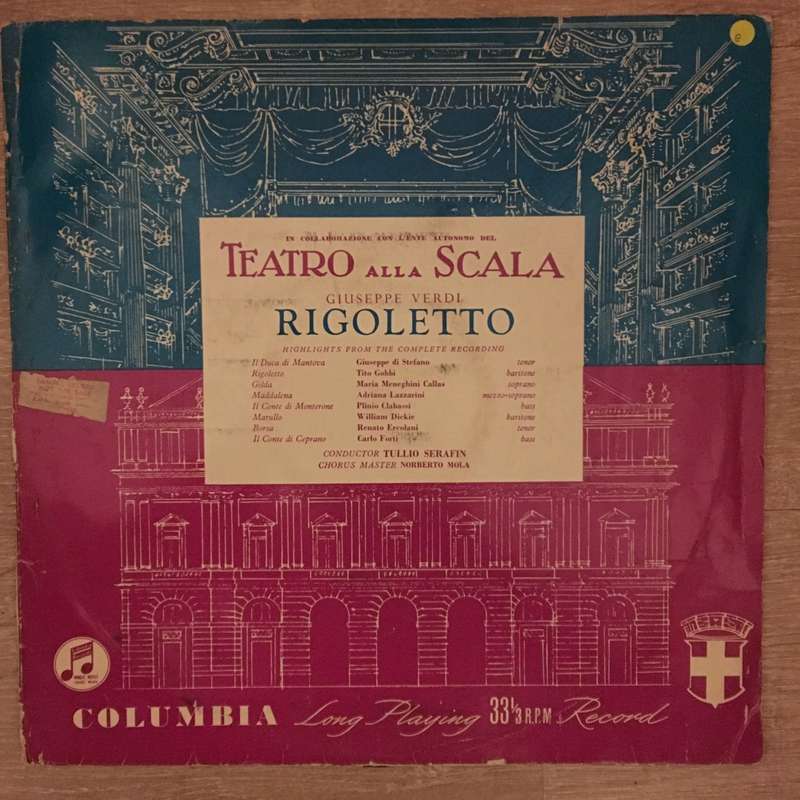 IN COLLABORAZIONE CON L'ENTE AUTONOMO DEL
TEATRO ALLA SCALA
GIUSEPPE VERDI
RIGOLETTO
HIGHLIGHTS FROM THE COMPLETE RECORDING
Il Duca di Mantova Giuseppe di Stefano tenor
Rigoletto Tito Gobbi baritone
Gilda Maria Meneghini Callas soprano
Maddalena Adriana Lazzarini mezzo-soprano
Il Conte di Monterone Plinio Clabassi bass
Marullo William Dickie baritone
Borsa Renato Ercolani tenor
Il Conte di Ceprano Carlo Forti bass
CONDUCTOR TULLIO SERAFIN
CHORUS MASTER NORBERTO MOLA
COLUMBIA Long Playing 33⅓ R.P.M. Record